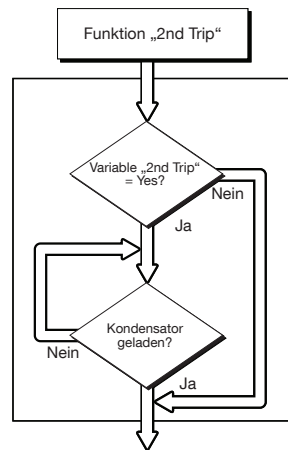 Funktion „2nd Trip“
Variable „2nd Trip“
= Yes?
Nein
Ja
Kondensator
geladen?
Nein
Ja